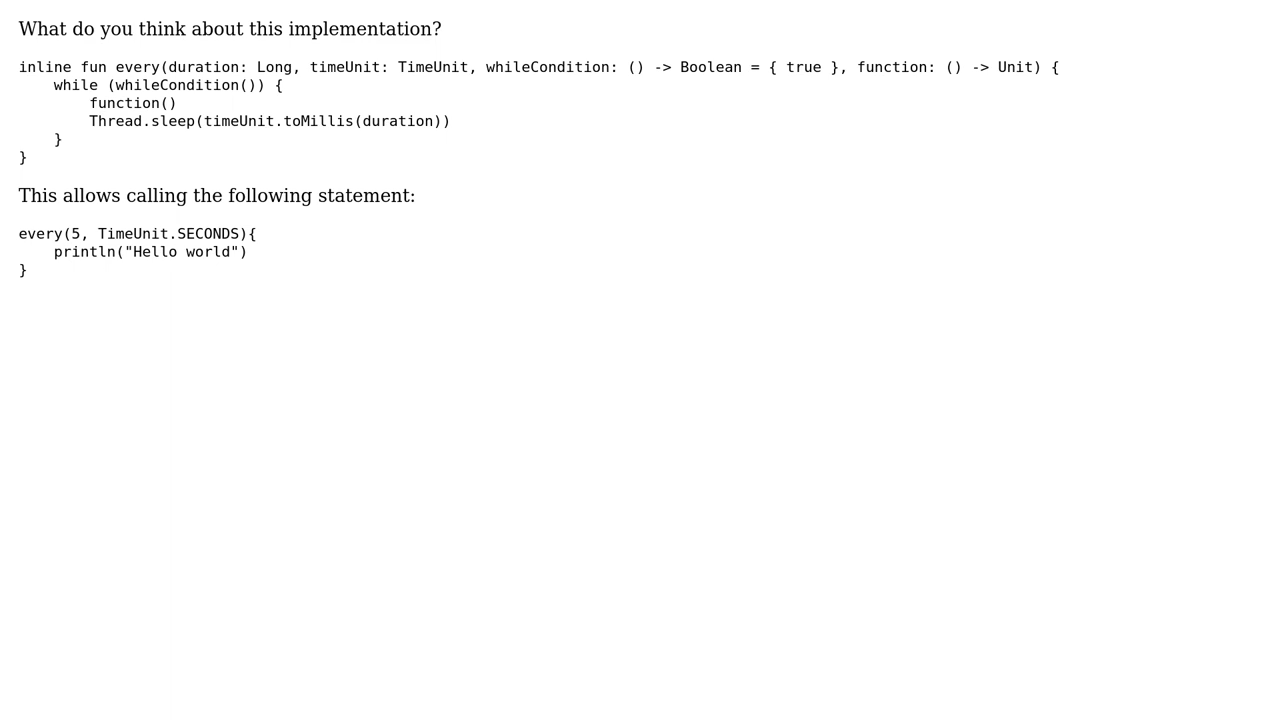 What do you think about this implementation?
inline fun every(duration: Long, timeUnit: TimeUnit, whileCondition: () -> Boolean = { true }, function: () -> Unit) {
    while (whileCondition()) {
        function()
        Thread.sleep(timeUnit.toMillis(duration))
    }
}
This allows calling the following statement:
every(5, TimeUnit.SECONDS){
    println("Hello world")
}